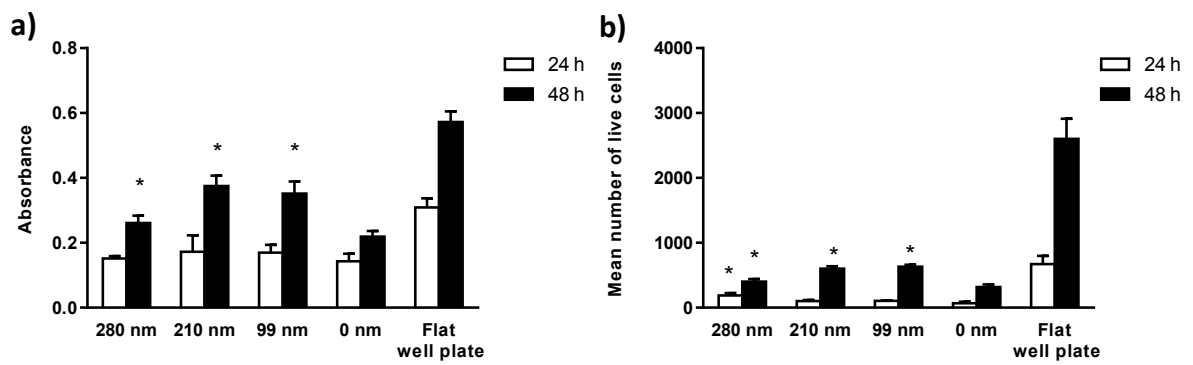 a)
0.8
0.6
0.4
0.2
0.0
Absorbance
* * *
280 nm 210 nm 99 nm 0 nm Flat
well plate
24 h
48 h
b)
4000
3000
2000
1000
0
Mean number of live cells
* * * *
280 nm 210 nm 99 nm 0 nm Flat
well plate
24 h
48 h